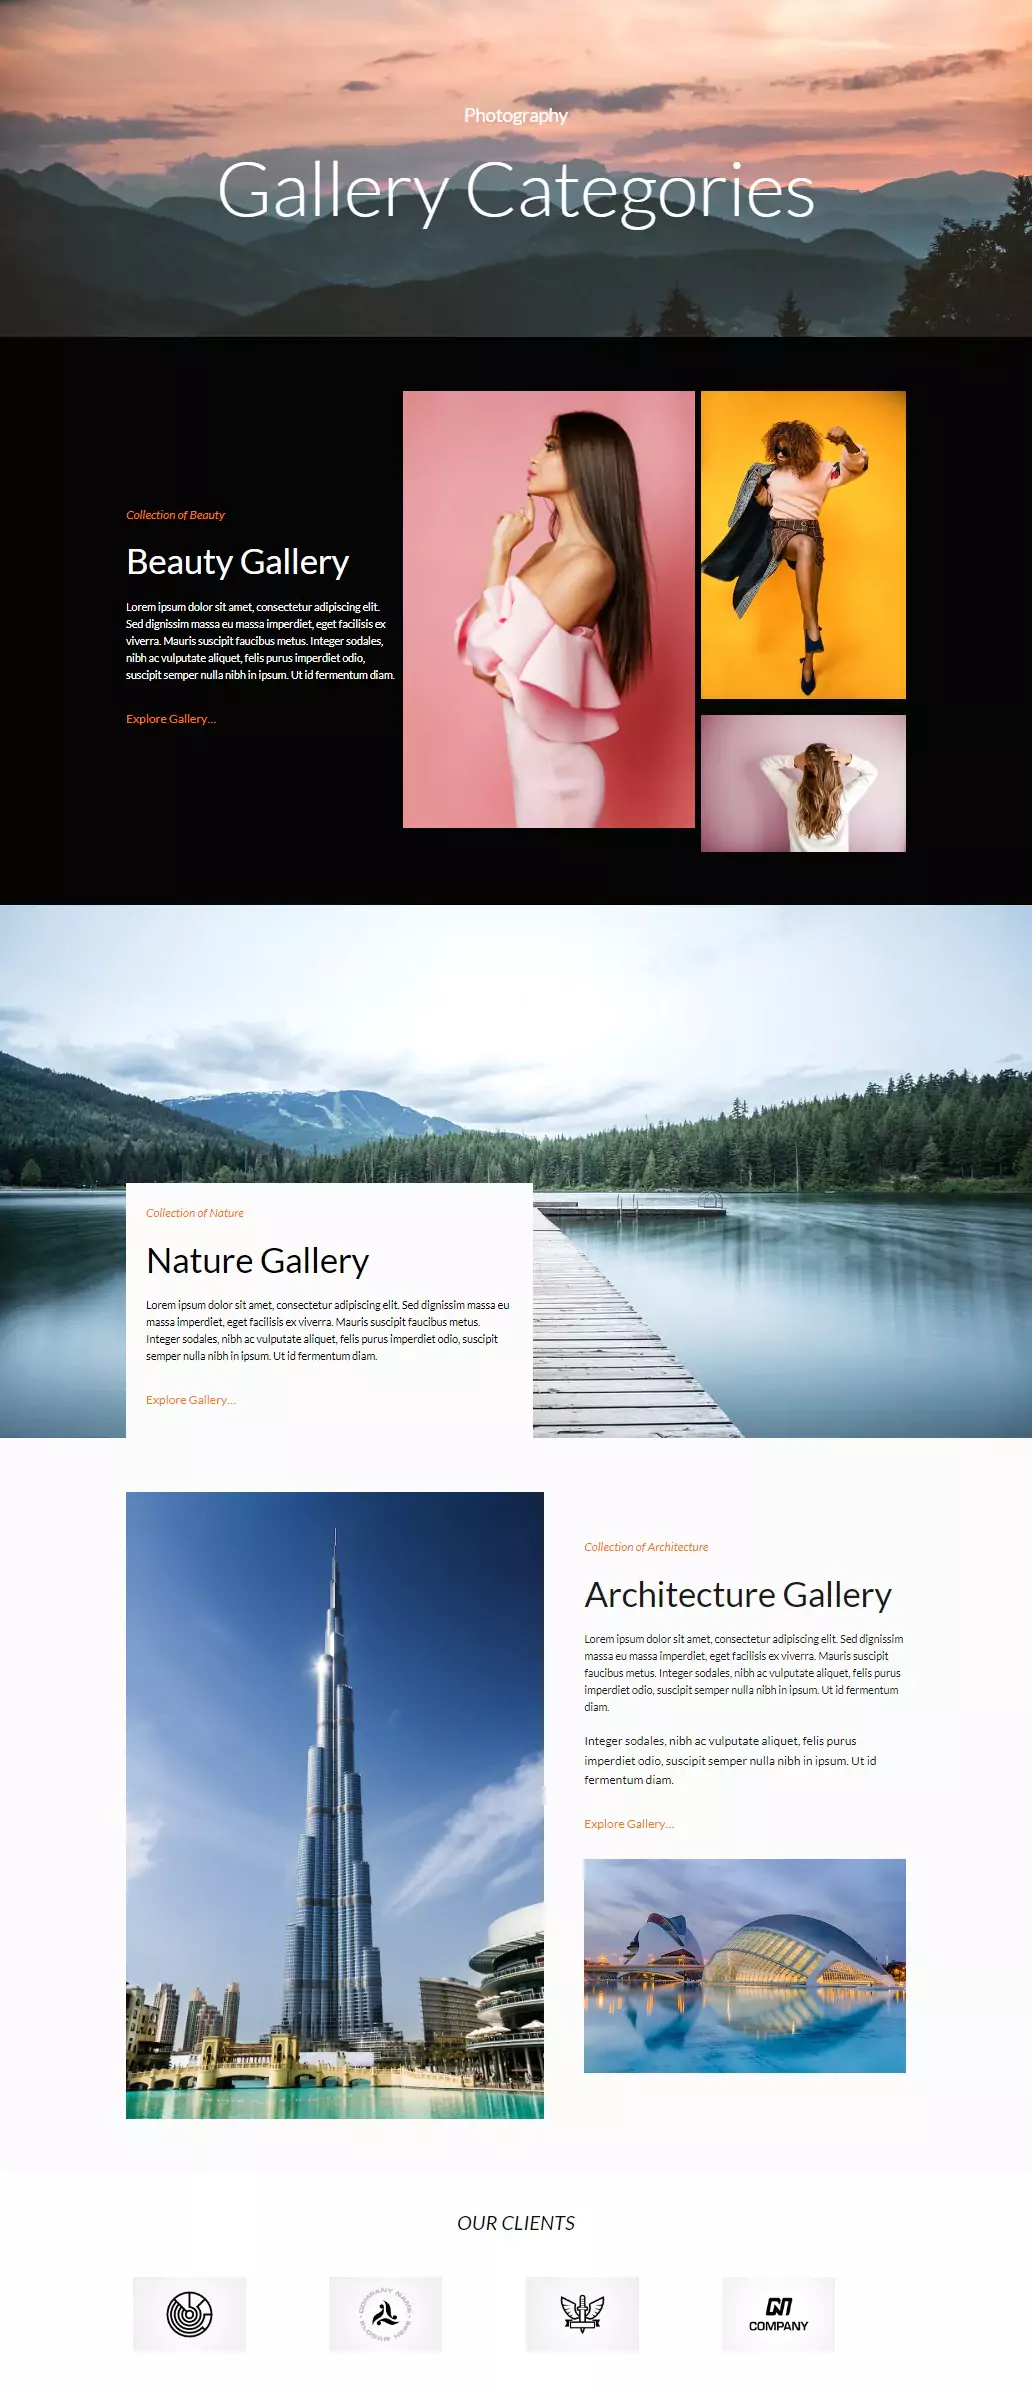 Photography
Gallery Categories
Collection of Beauty
Beauty Gallery
Lorem ipsum dolor sit amet, consectetur adipiscing elit.
Sed dignissim massa eu massa imperdiet, eget facilisis ex
viverra. Mauris suscipit faucibus metus. Integer sodales,
nibh ac vulputate aliquet, felis purus imperdiet odio,
suscipit semper nulla nibh in ipsum. Ut id fermentum diam.
Explore Gallery...
Collection of Nature
Nature Gallery
Lorem ipsum dolor sit amet, consectetur adipiscing elit. Sed dignissim massa eu
massa imperdiet, eget facilisis ex viverra. Mauris suscipit faucibus metus.
Integer sodales, nibh ac vulputate aliquet, felis purus imperdiet odio, suscipit
semper nulla nibh in ipsum. Ut id fermentum diam.
Explore Gallery...
Collection of Architecture
Architecture Gallery
Lorem ipsum dolor sit amet, consectetur adipiscing elit. Sed dignissim
massa eu massa imperdiet, eget facilisis ex viverra. Mauris suscipit
faucibus metus. Integer sodales, nibh ac vulputate aliquet, felis purus
imperdiet odio, suscipit semper nulla nibh in ipsum. Ut id fermentum
diam.
Integer sodales, nibh ac vulputate aliquet, felis purus
imperdiet odio, suscipit semper nulla nibh in ipsum. Ut id
fermentum diam.
Explore Gallery...
OUR CLIENTS
COMPANY NAME
SLOGAN HERE
COMPANY